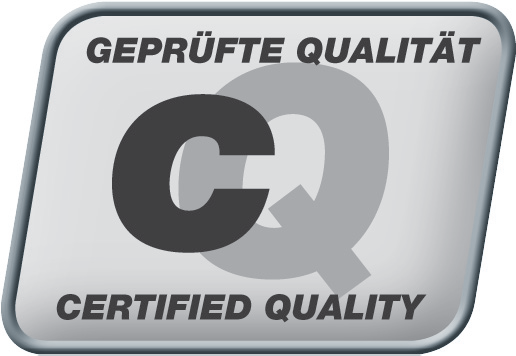 GEPRÜFTE QUALITÄT
CQ
CERTIFIED QUALITY